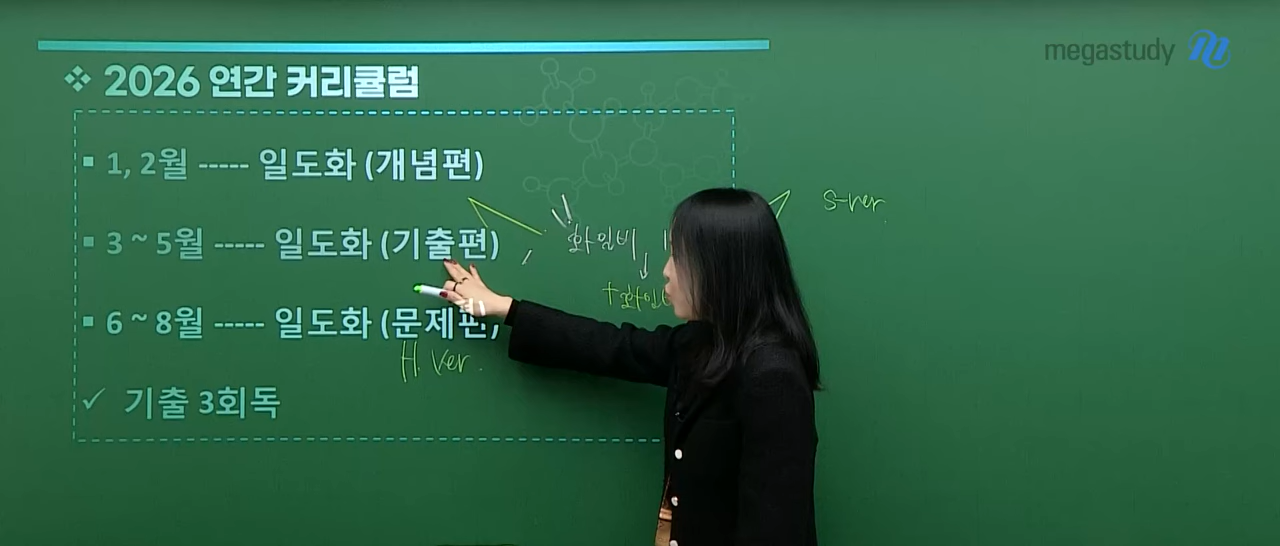 megastudy
❖ 2026 연간 커리큘럼
▪ 1, 2월 ----- 일도화 (개념편)
S-ver.
▪ 3 ~ 5월 ----- 일도화 (기출편)
화일비
↓
+화일
▪ 6 ~ 8월 ----- 일도화 (문제편)
H. ver.
✓ 기출 3회독